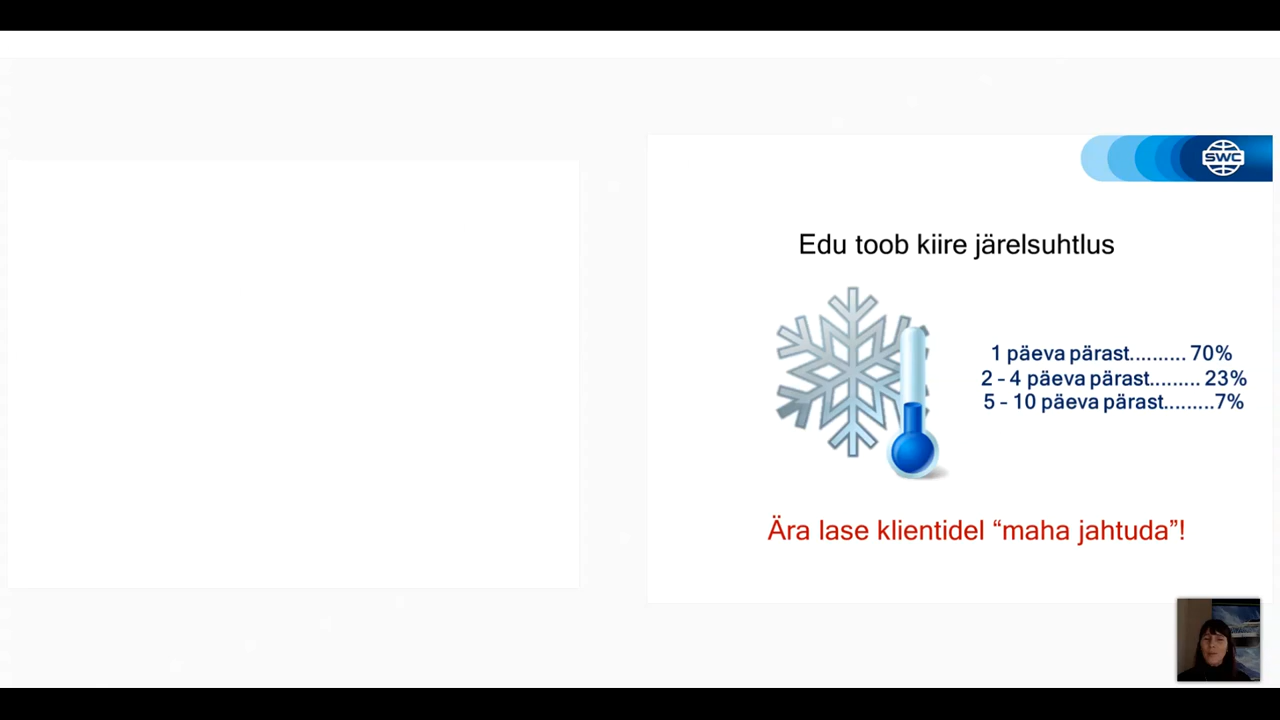 SWC
Edu toob kiire järelsuhtlus
1 päeva pärast.......... 70%
2 – 4 päeva pärast......... 23%
5 – 10 päeva pärast.........7%
Ära lase klientidel “maha jahtuda”!